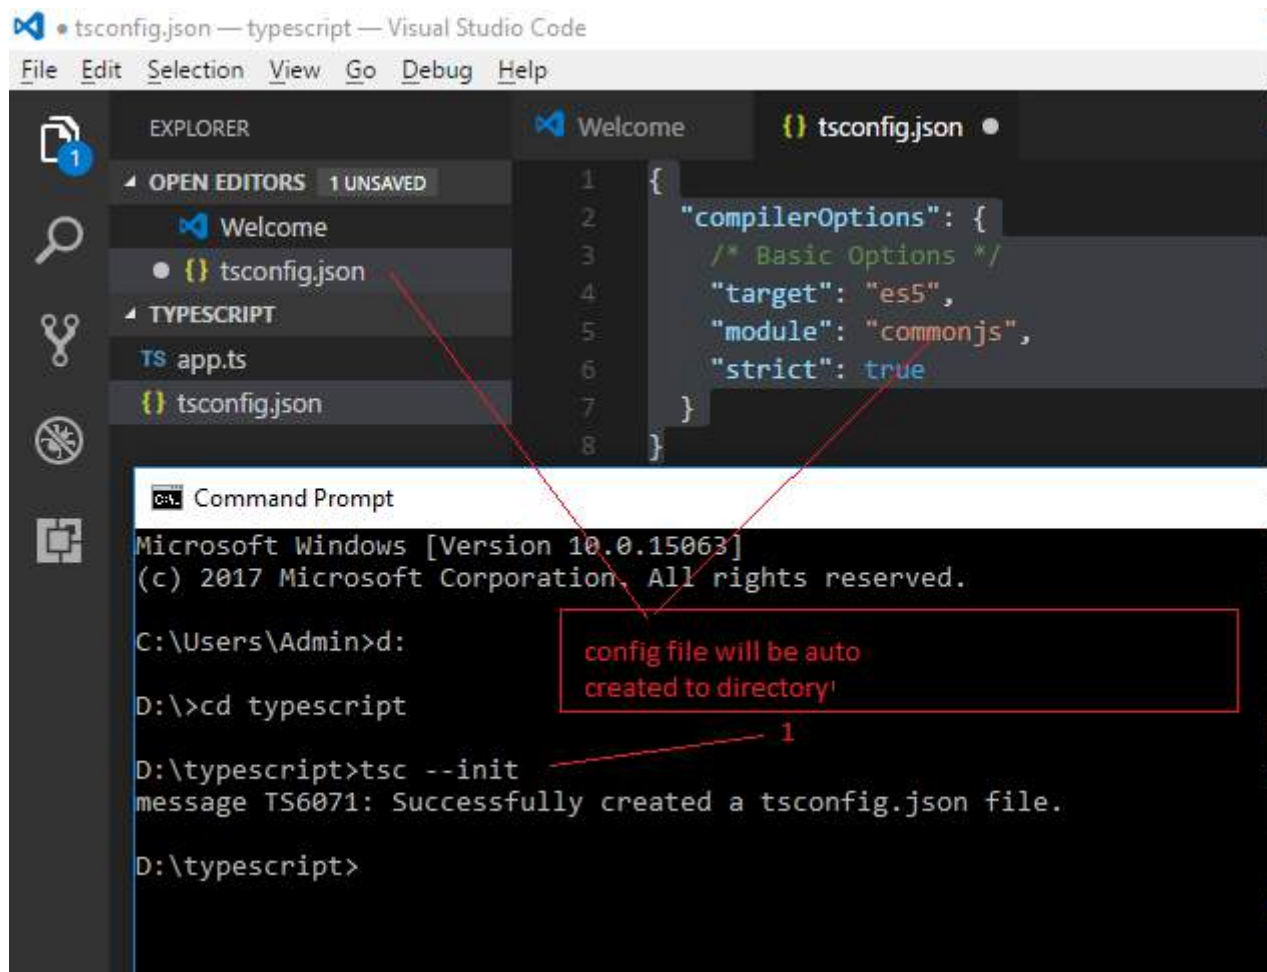 ● tsconfig.json — typescript — Visual Studio Code
File Edit Selection View Go Debug Help
1
EXPLORER
OPEN EDITORS 1 UNSAVED
Welcome
● {} tsconfig.json
TYPESCRIPT
TS app.ts
{} tsconfig.json
Welcome {} tsconfig.json ●
1 {
2 "compilerOptions": {
3 /* Basic Options */
4 "target": "es5",
5 "module": "commonjs",
6 "strict": true
7 }
8 }
C:\. Command Prompt
Microsoft Windows [Version 10.0.15063]
(c) 2017 Microsoft Corporation. All rights reserved.
C:\Users\Admin>d:
config file will be auto
created to directory!
D:\>cd typescript
1
D:\typescript>tsc --init
message TS6071: Successfully created a tsconfig.json file.
D:\typescript>